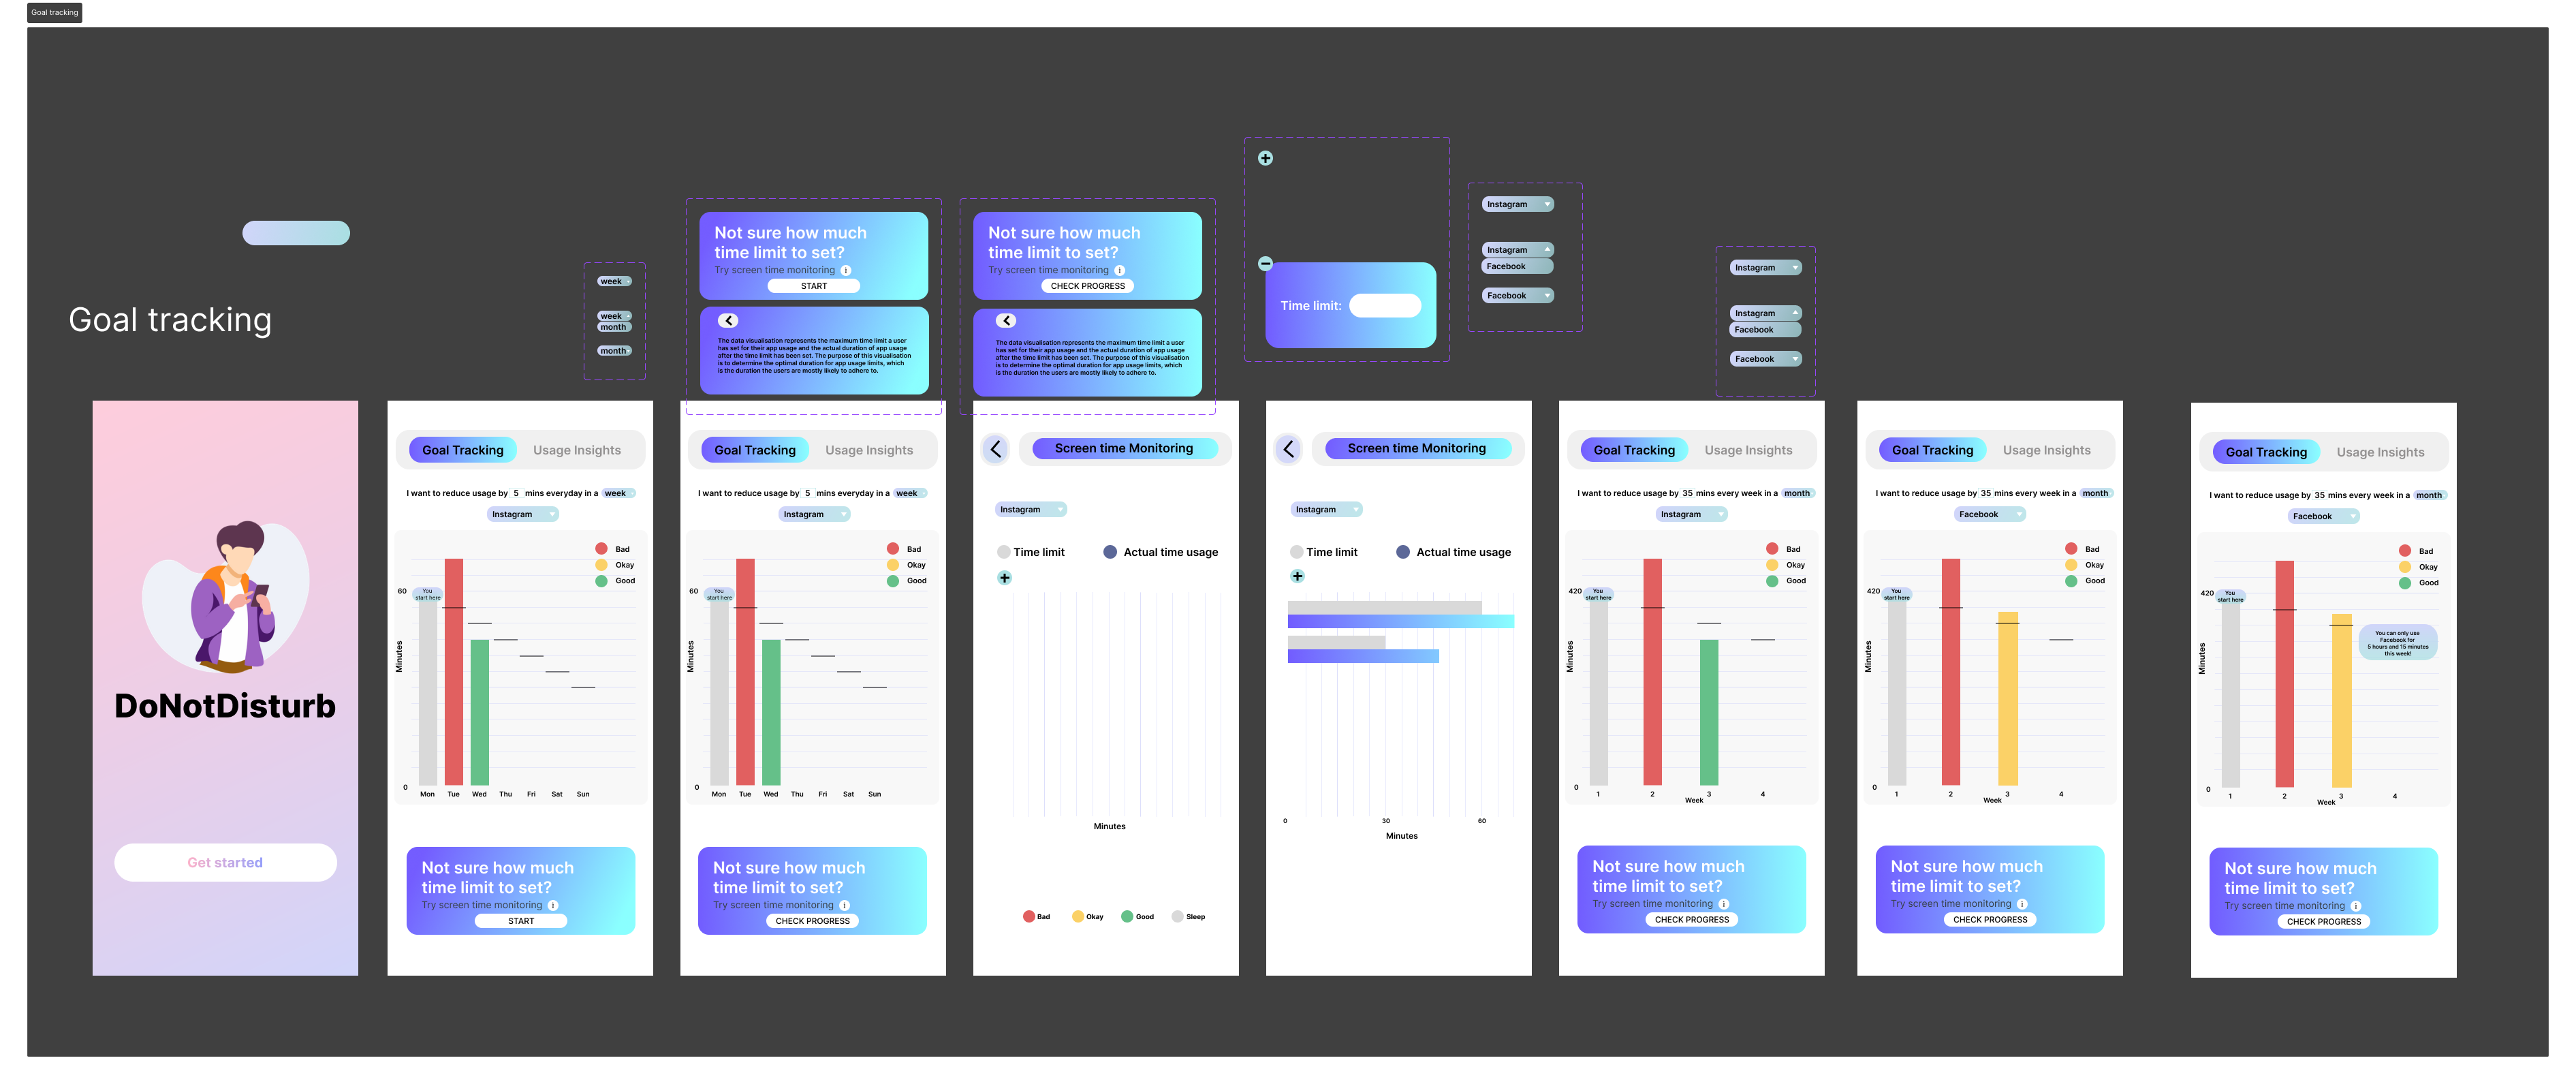 Goal tracking
Goal tracking
week
week
month
month
Not sure how much
time limit to set?
Try screen time monitoring i
START
The data visualisation represents the maximum time limit a user
has set for their app usage and the actual duration of app usage
after the time limit has been set. The purpose of this visualisation
is to determine the optimal duration for app usage limits, which
is the duration the users are mostly likely to adhere to.
Not sure how much
time limit to set?
Try screen time monitoring i
CHECK PROGRESS
The data visualisation represents the maximum time limit a user
has set for their app usage and the actual duration of app usage
after the time limit has been set. The purpose of this visualisation
is to determine the optimal duration for app usage limits, which
is the duration the users are mostly likely to adhere to.
Time limit:
Instagram
Instagram
Facebook
Facebook
Instagram
Instagram
Facebook
Facebook
DoNotDisturb
Get started
Goal Tracking Usage Insights
I want to reduce usage by 5 mins everyday in a week
Instagram
Bad
Okay
Good
60
You
start here
Minutes
0
Mon Tue Wed Thu Fri Sat Sun
Not sure how much
time limit to set?
Try screen time monitoring i
START
Goal Tracking Usage Insights
I want to reduce usage by 5 mins everyday in a week
Instagram
Bad
Okay
Good
60
You
start here
Minutes
0
Mon Tue Wed Thu Fri Sat Sun
Not sure how much
time limit to set?
Try screen time monitoring i
CHECK PROGRESS
Screen time Monitoring
Instagram
Time limit Actual time usage
Minutes
Bad Okay Good Sleep
Screen time Monitoring
Instagram
Time limit Actual time usage
0 30 60
Minutes
Goal Tracking Usage Insights
I want to reduce usage by 35 mins every week in a month
Instagram
Bad
Okay
Good
420
You
start here
Minutes
0
1 2 3 4
Week
Not sure how much
time limit to set?
Try screen time monitoring i
CHECK PROGRESS
Goal Tracking Usage Insights
I want to reduce usage by 35 mins every week in a month
Facebook
Bad
Okay
Good
420
You
start here
Minutes
0
1 2 3 4
Week
Not sure how much
time limit to set?
Try screen time monitoring i
CHECK PROGRESS
Goal Tracking Usage Insights
I want to reduce usage by 35 mins every week in a month
Facebook
Bad
Okay
Good
420
You
start here
You can only use
Facebook for
5 hours and 15 minutes
this week!
Minutes
0
1 2 3 4
Week
Not sure how much
time limit to set?
Try screen time monitoring i
CHECK PROGRESS